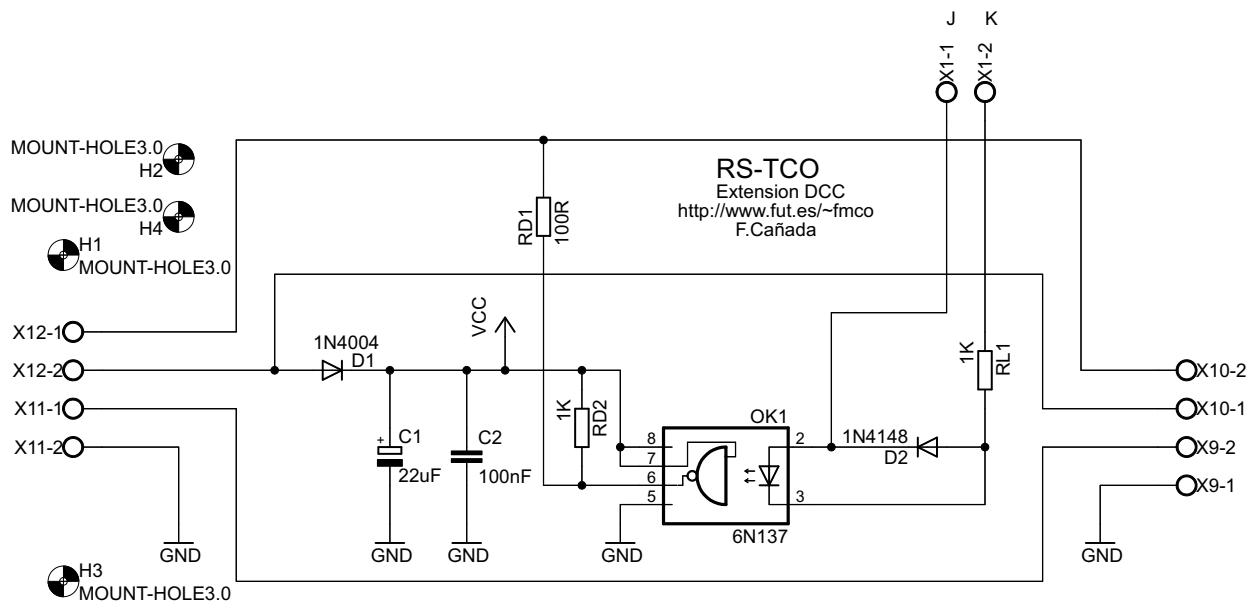 J K
X1-1
X1-2
MOUNT-HOLE3.0
H2
MOUNT-HOLE3.0
H4
H1
MOUNT-HOLE3.0
RS-TCO
Extension DCC
http://www.fut.es/~fmco
F.Cañada
RD1
100R
X12-1
X12-2
X11-1
X11-2
1N4004
D1
VCC
1K
RL1
X10-2
X10-1
X9-2
X9-1
+
C1
22uF
C2
100nF
1K
RD2
OK1
8
7
6
5
2
3
6N137
1N4148
D2
GND
GND
GND
GND
GND
H3
MOUNT-HOLE3.0